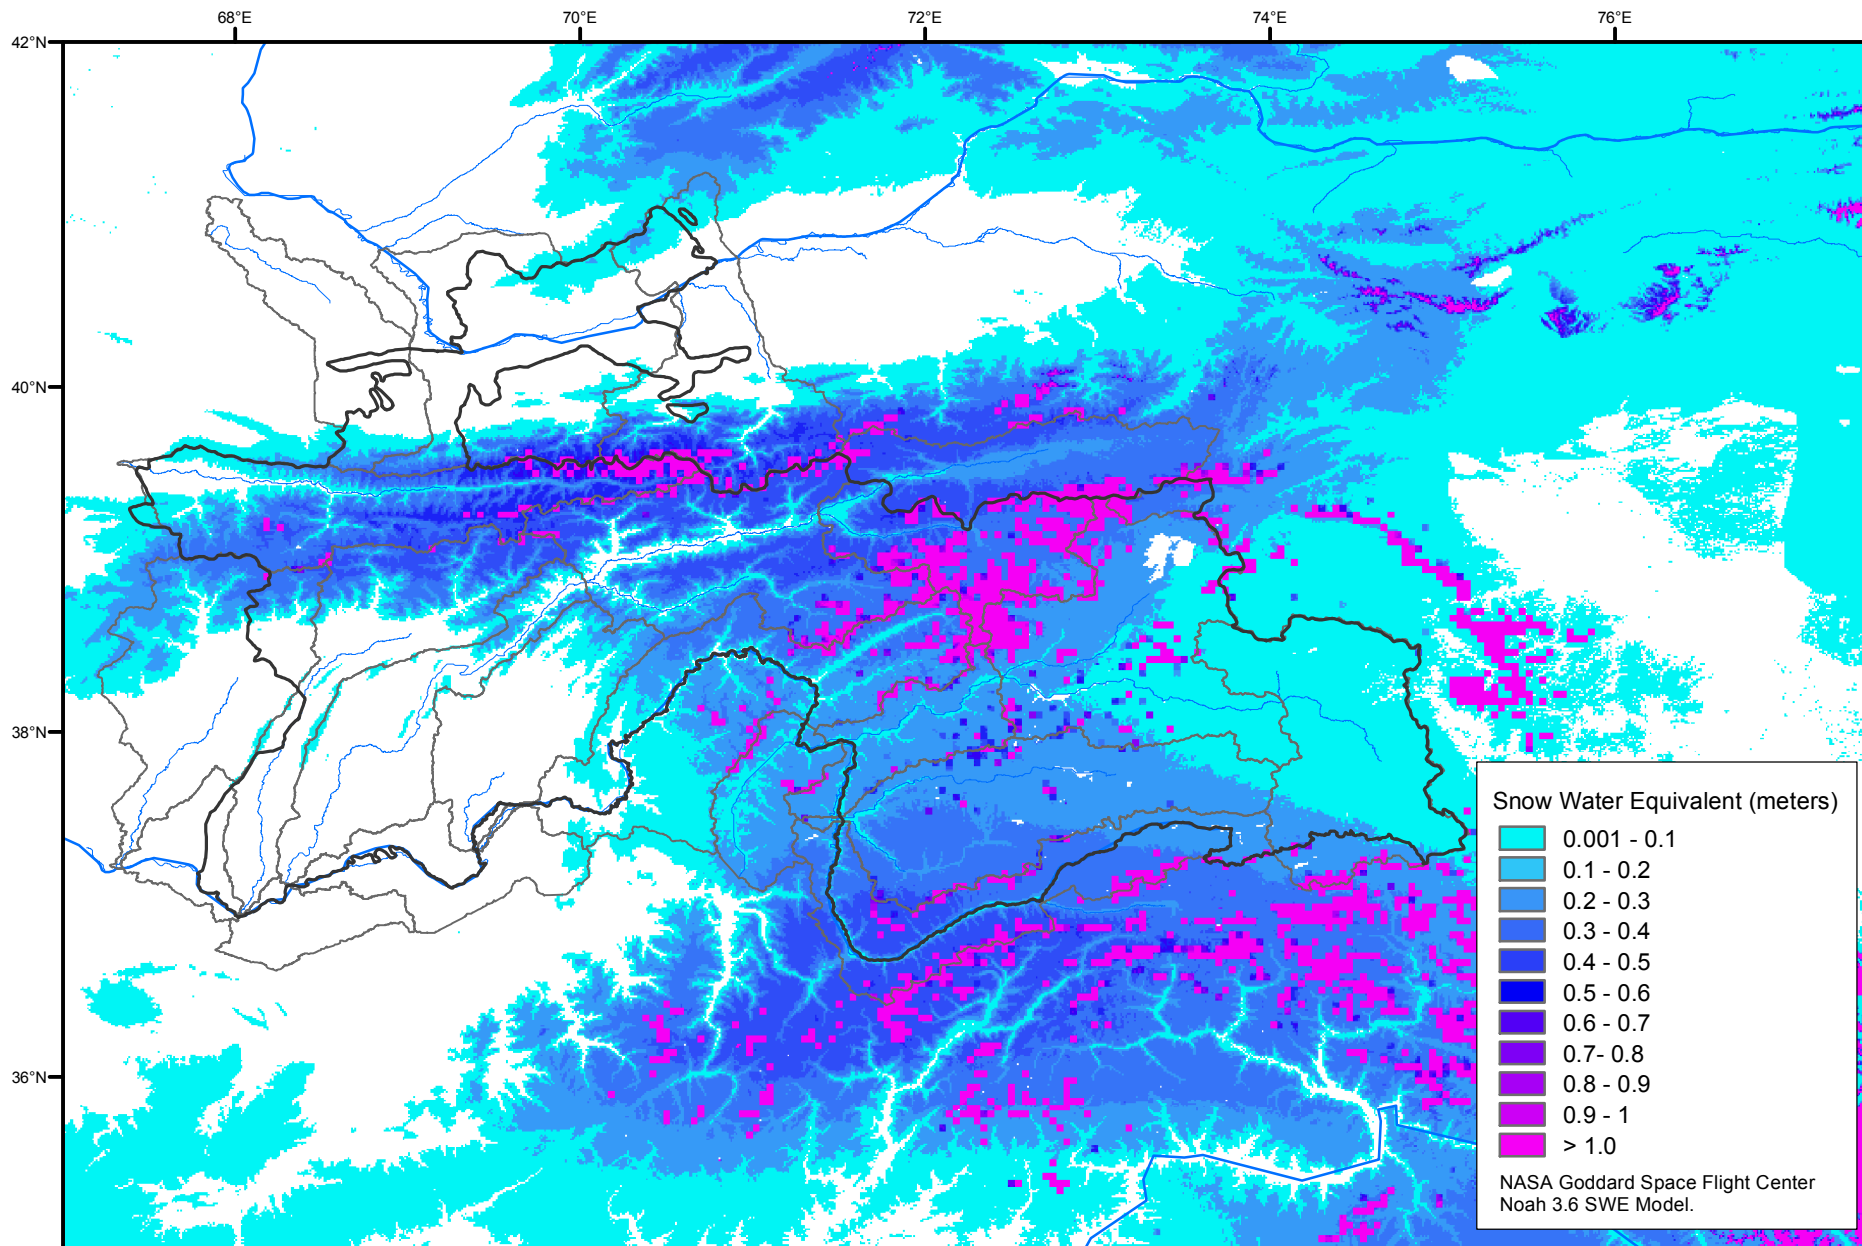 68°E
70°E
72°E
74°E
76°E
42°N
40°N
38°N
36°N
Snow Water Equivalent (meters)
0.001 - 0.1
0.1 - 0.2
0.2 - 0.3
0.3 - 0.4
0.4 - 0.5
0.5 - 0.6
0.6 - 0.7
0.7- 0.8
0.8 - 0.9
0.9 - 1
> 1.0
NASA Goddard Space Flight Center
Noah 3.6 SWE Model.